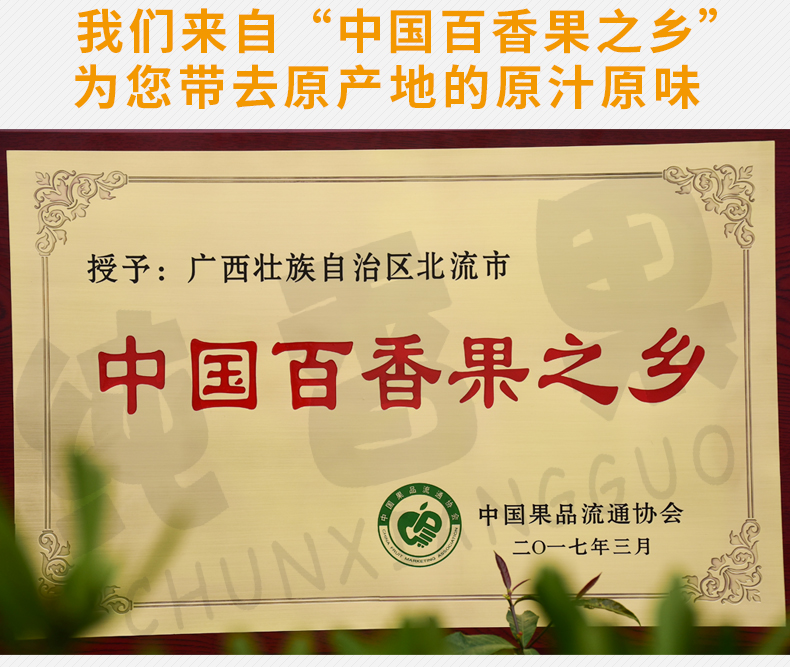 我们来自“中国百香果之乡”
为您带去原产地的原汁原味
授予：广西壮族自治区北流市
中国百香果之乡
纯香果
CHUNXIANGGUO
中国果品流通协会
CHINA FRUIT MARKETING ASSOCIATION
中国果品流通协会
二〇一七年三月